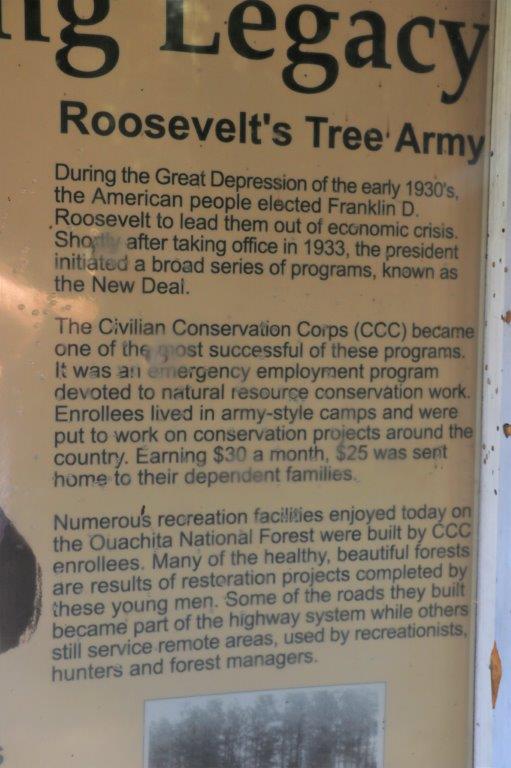 ng Legacy
Roosevelt's Tree Army
During the Great Depression of the early 1930's,
the American people elected Franklin D.
Roosevelt to lead them out of economic crisis.
Shortly after taking office in 1933, the president
initiated a broad series of programs, known as
the New Deal.
The Civilian Conservation Corps (CCC) became
one of the most successful of these programs.
It was an emergency employment program
devoted to natural resource conservation work.
Enrollees lived in army-style camps and were
put to work on conservation projects around the
country. Earning $30 a month, $25 was sent
home to their dependent families.
Numerous recreation facilities enjoyed today on
the Ouachita National Forest were built by CCC
enrollees. Many of the healthy, beautiful forests
are results of restoration projects completed by
these young men. Some of the roads they built
became part of the highway system while others
still service remote areas, used by recreationists,
hunters and forest managers.